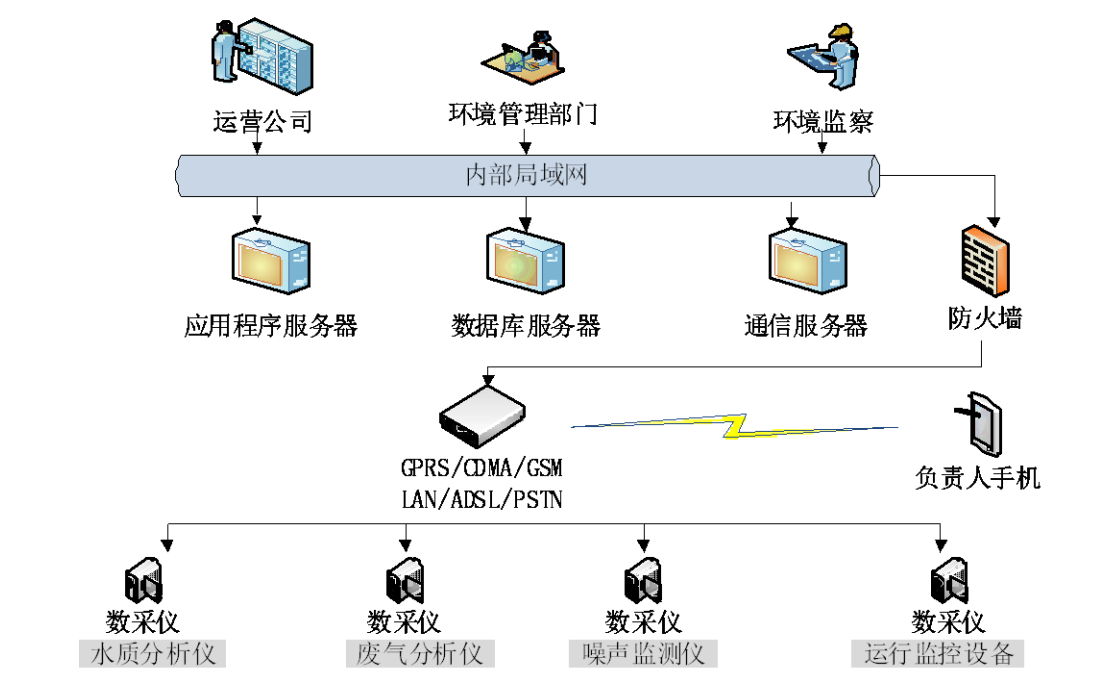 运营公司
环境管理部门
环境监察
内部局域网
应用程序服务器
数据库服务器
通信服务器
防火墙
GPRS/CDMA/GSM
LAN/ADSL/PSTN
负责人手机
数采仪
水质分析仪
数采仪
废气分析仪
数采仪
噪声监测仪
数采仪
运行监控设备